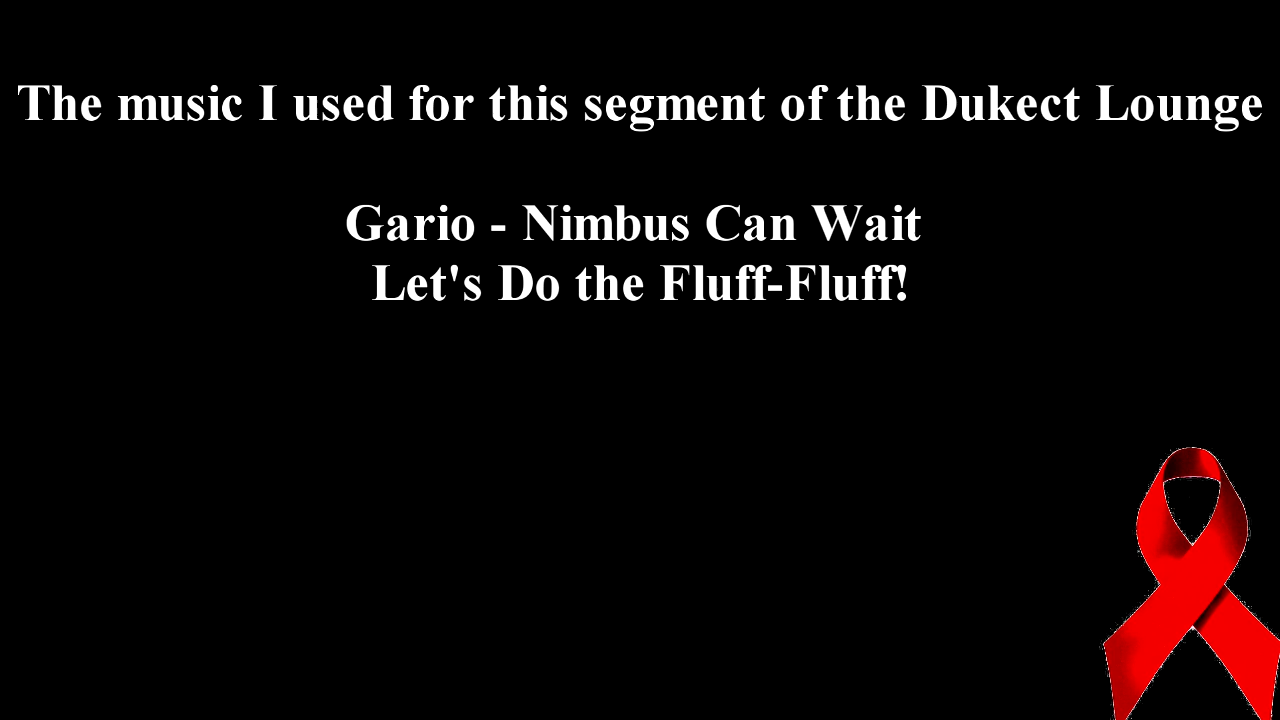 The music I used for this segment of the Dukect Lounge
Gario - Nimbus Can Wait
Let's Do the Fluff-Fluff!